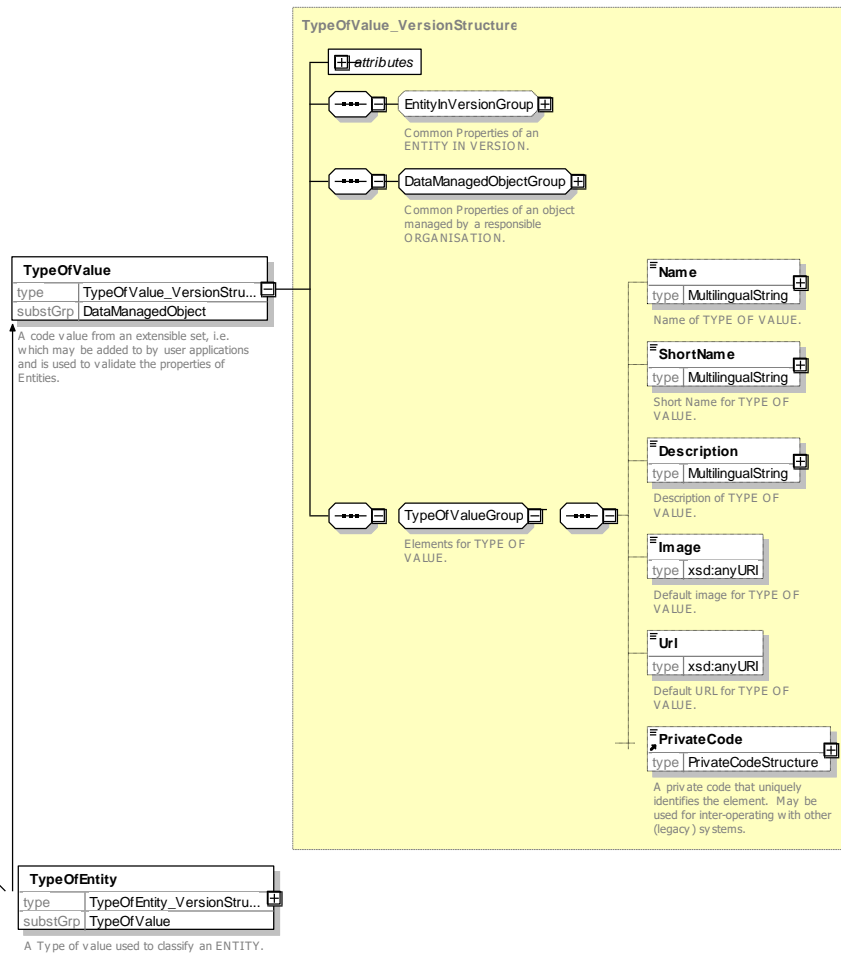 TypeOfValue_VersionStructure
attributes
EntityInVersionGroup
Common Properties of an
ENTITY IN VERSION.
DataManagedObjectGroup
Common Properties of an object
managed by a responsible
ORGANISATION.
TypeOfValue
type TypeOfValue_VersionStru...
substGrp DataManagedObject
A code value from an extensible set, i.e.
which may be added to by user applications
and is used to validate the properties of
Entities.
TypeOfValueGroup
Elements for TYPE OF
VALUE.
Name
type MultilingualString
Name of TYPE OF VALUE.
ShortName
type MultilingualString
Short Name for TYPE OF
VALUE.
Description
type MultilingualString
Description of TYPE OF
VALUE.
Image
type xsd:anyURI
Default image for TYPE OF
VALUE.
Url
type xsd:anyURI
Default URL for TYPE OF
VALUE.
PrivateCode
type PrivateCodeStructure
A private code that uniquely
identifies the element. May be
used for inter-operating with other
(legacy) systems.
TypeOfEntity
type TypeOfEntity_VersionStru...
substGrp TypeOfValue
A Type of value used to classify an ENTITY.